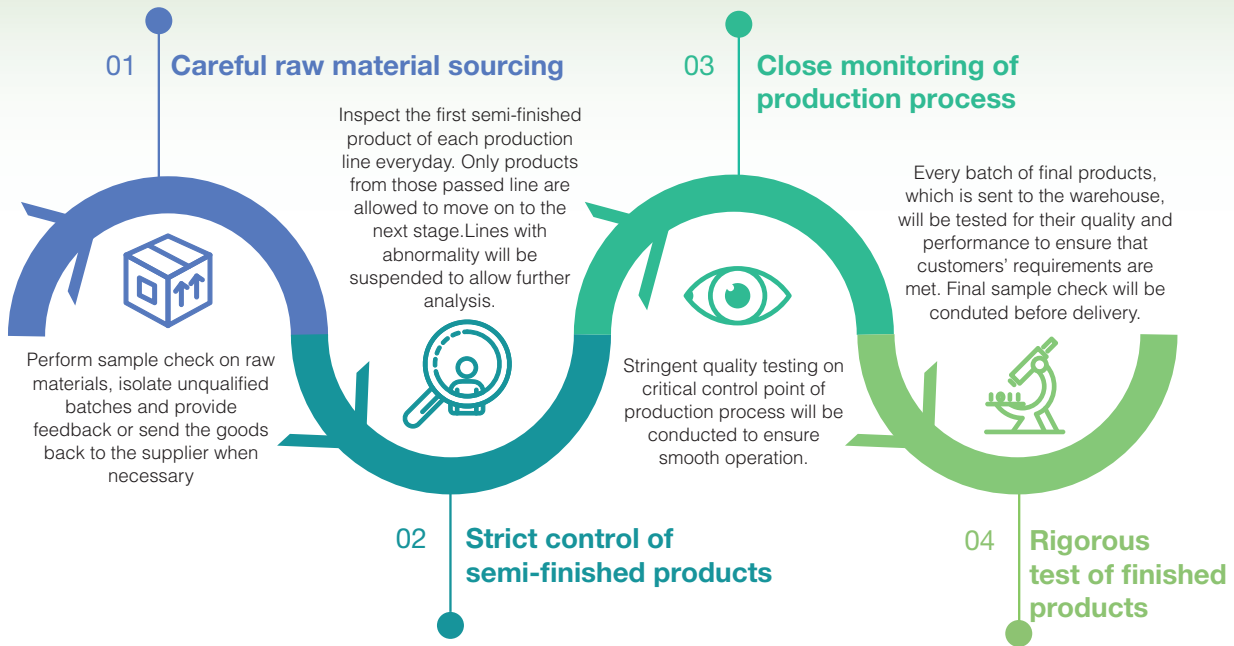 01
Careful raw material sourcing
Perform sample check on raw
materials, isolate unqualified
batches and provide
feedback or send the goods
back to the supplier when
necessary
02
Strict control of
semi-finished products
Inspect the first semi-finished
product of each production
line everyday. Only products
from those passed line are
allowed to move on to the
next stage.Lines with
abnormality will be
suspended to allow further
analysis.
03
Close monitoring of
production process
Stringent quality testing on
critical control point of
production process will be
conducted to ensure
smooth operation.
04
Rigorous
test of finished
products
Every batch of final products,
which is sent to the warehouse,
will be tested for their quality and
performance to ensure that
customers’ requirements are
met. Final sample check will be
conduted before delivery.